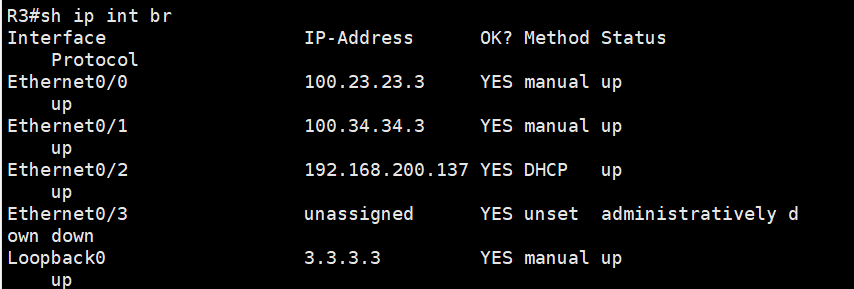 R3#sh ip int br
Interface                  IP-Address      OK? Method Status
    Protocol
Ethernet0/0                100.23.23.3     YES manual up
    up
Ethernet0/1                100.34.34.3     YES manual up
    up
Ethernet0/2                192.168.200.137 YES DHCP   up
    up
Ethernet0/3                unassigned      YES unset  administratively d
own down
Loopback0                  3.3.3.3         YES manual up
    up